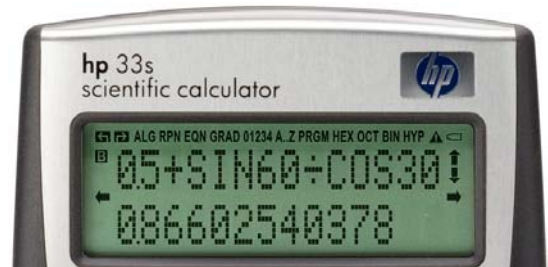 hp 33s
scientific calculator
hp
ALG RPN EQN GRAD 01234 A..Z PRGM HEX OCT BIN HYP
B
0.5+SIN60÷COS30
0.86602540378